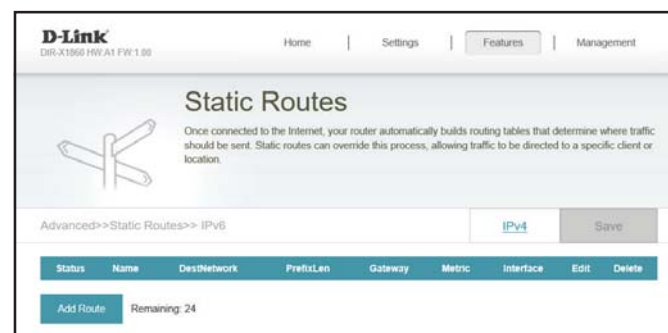 D-Link
DIR-X1860 HW:A1 FW:1.00
Home | Settings | Features | Management
Static Routes
Once connected to the Internet, your router automatically builds routing tables that determine where traffic
should be sent. Static routes can override this process, allowing traffic to be directed to a specific client or
location.
Advanced>>Static Routes>> IPv6
IPv4
Save
Status Name DestNetwork PrefixLen Gateway Metric Interface Edit Delete
Add Route Remaining: 24